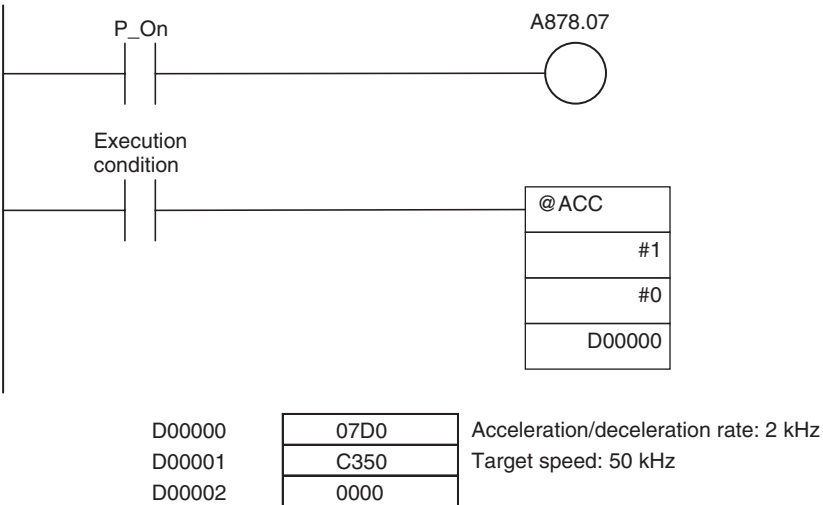 P_On
A878.07
Execution
condition
@ACC
#1
#0
D00000
D00000 07D0 Acceleration/deceleration rate: 2 kHz
D00001 C350 Target speed: 50 kHz
D00002 0000